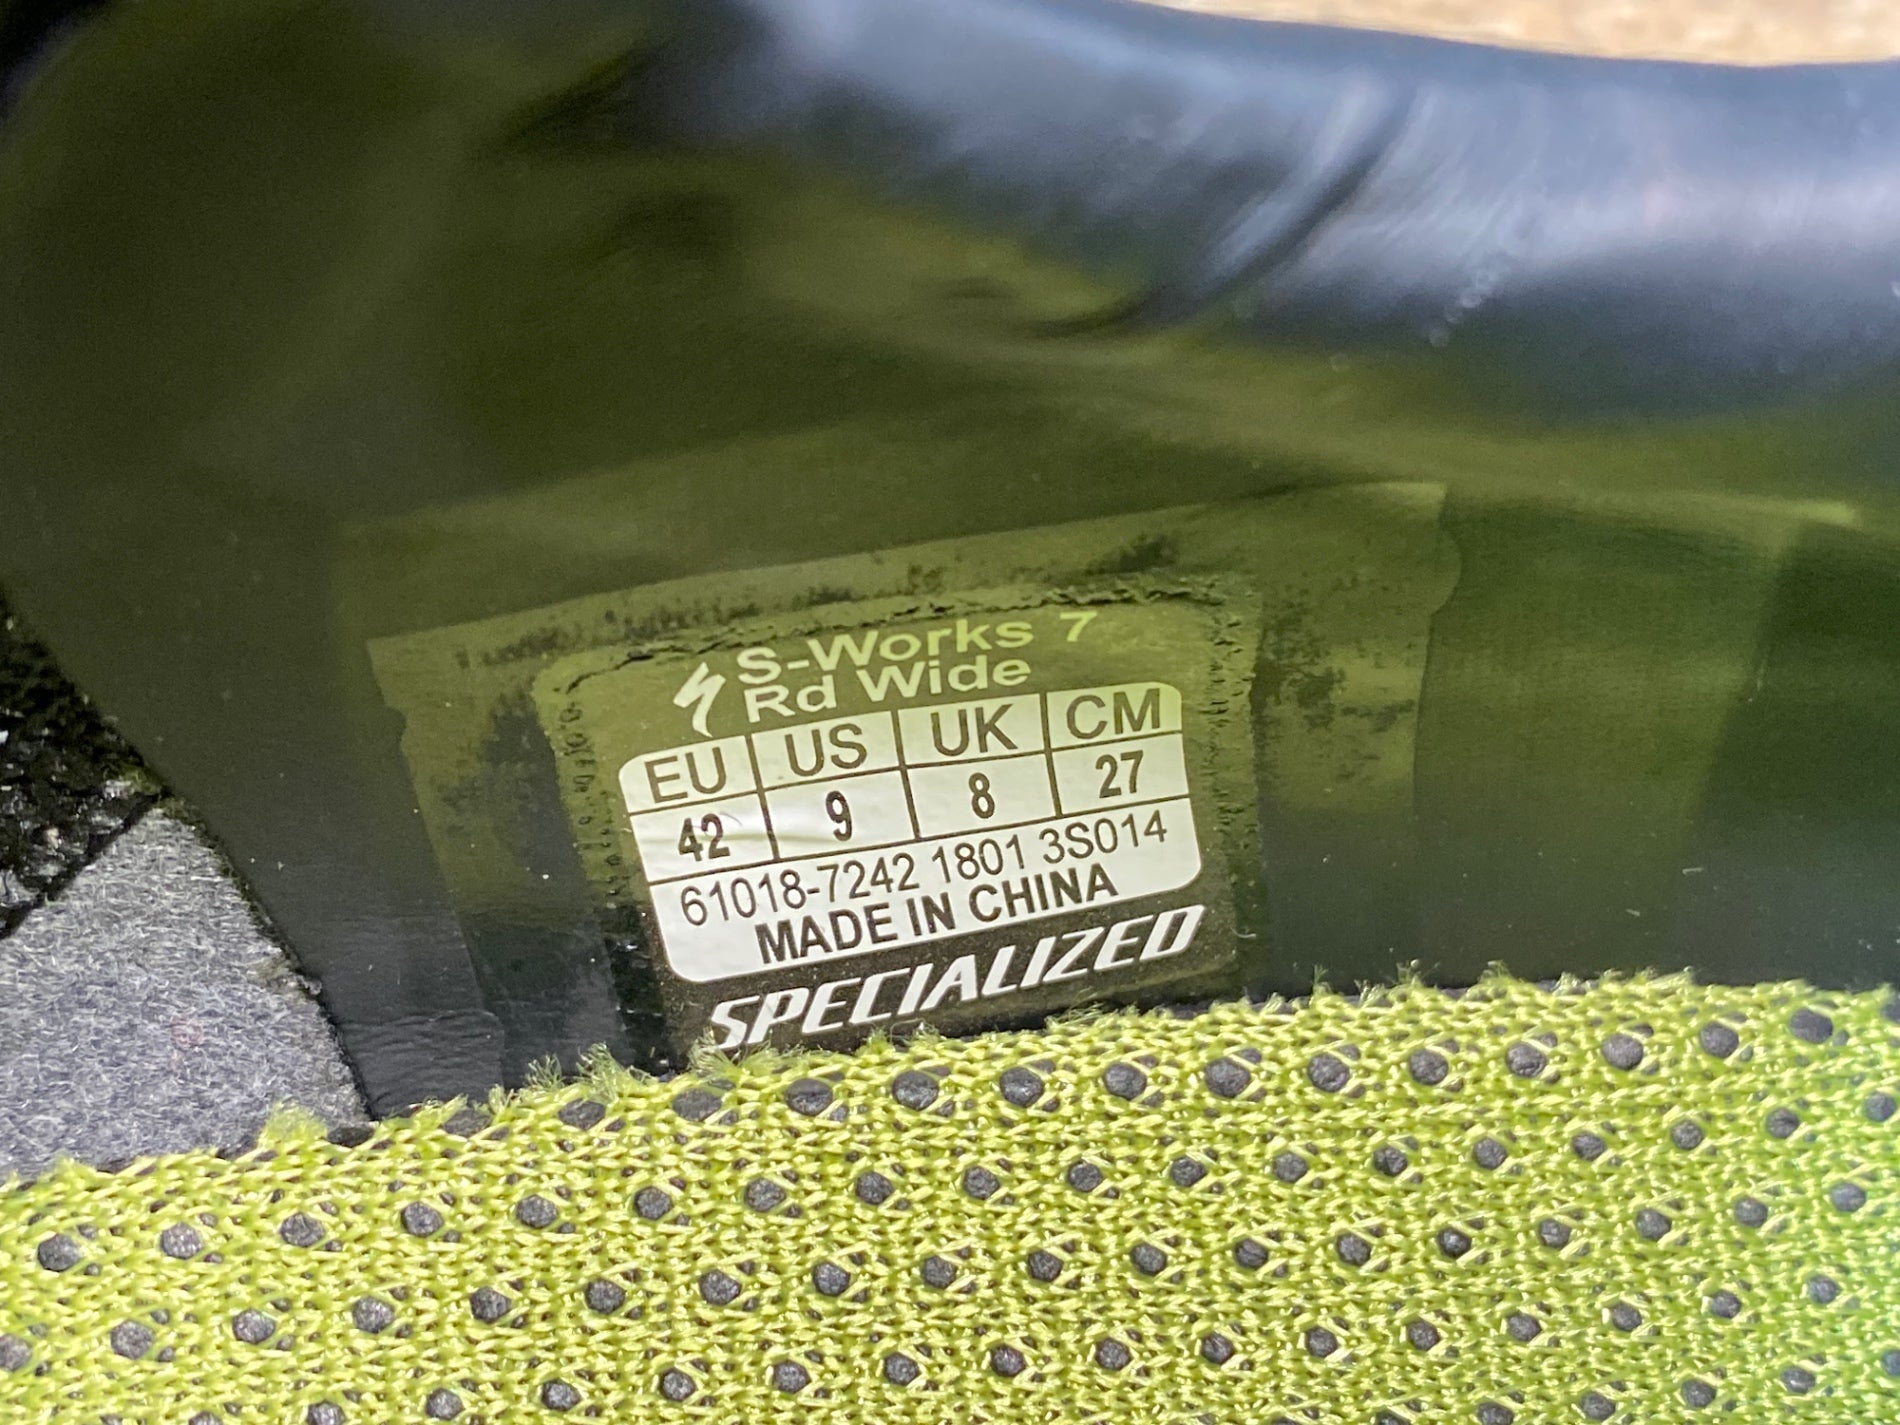 S-Works 7
Rd Wide
EU US UK CM
42 9 8 27
61018-7242 1801 3S014
MADE IN CHINA
SPECIALIZED